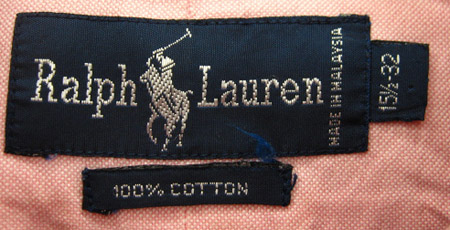 Ralph Lauren
MADE IN MALAYSIA
15½-32
100% COTTON